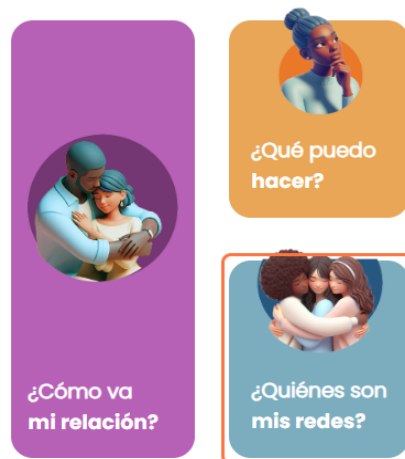 ¿Qué puedo
hacer?
¿Cómo va
mi relación?
¿Quiénes son
mis redes?